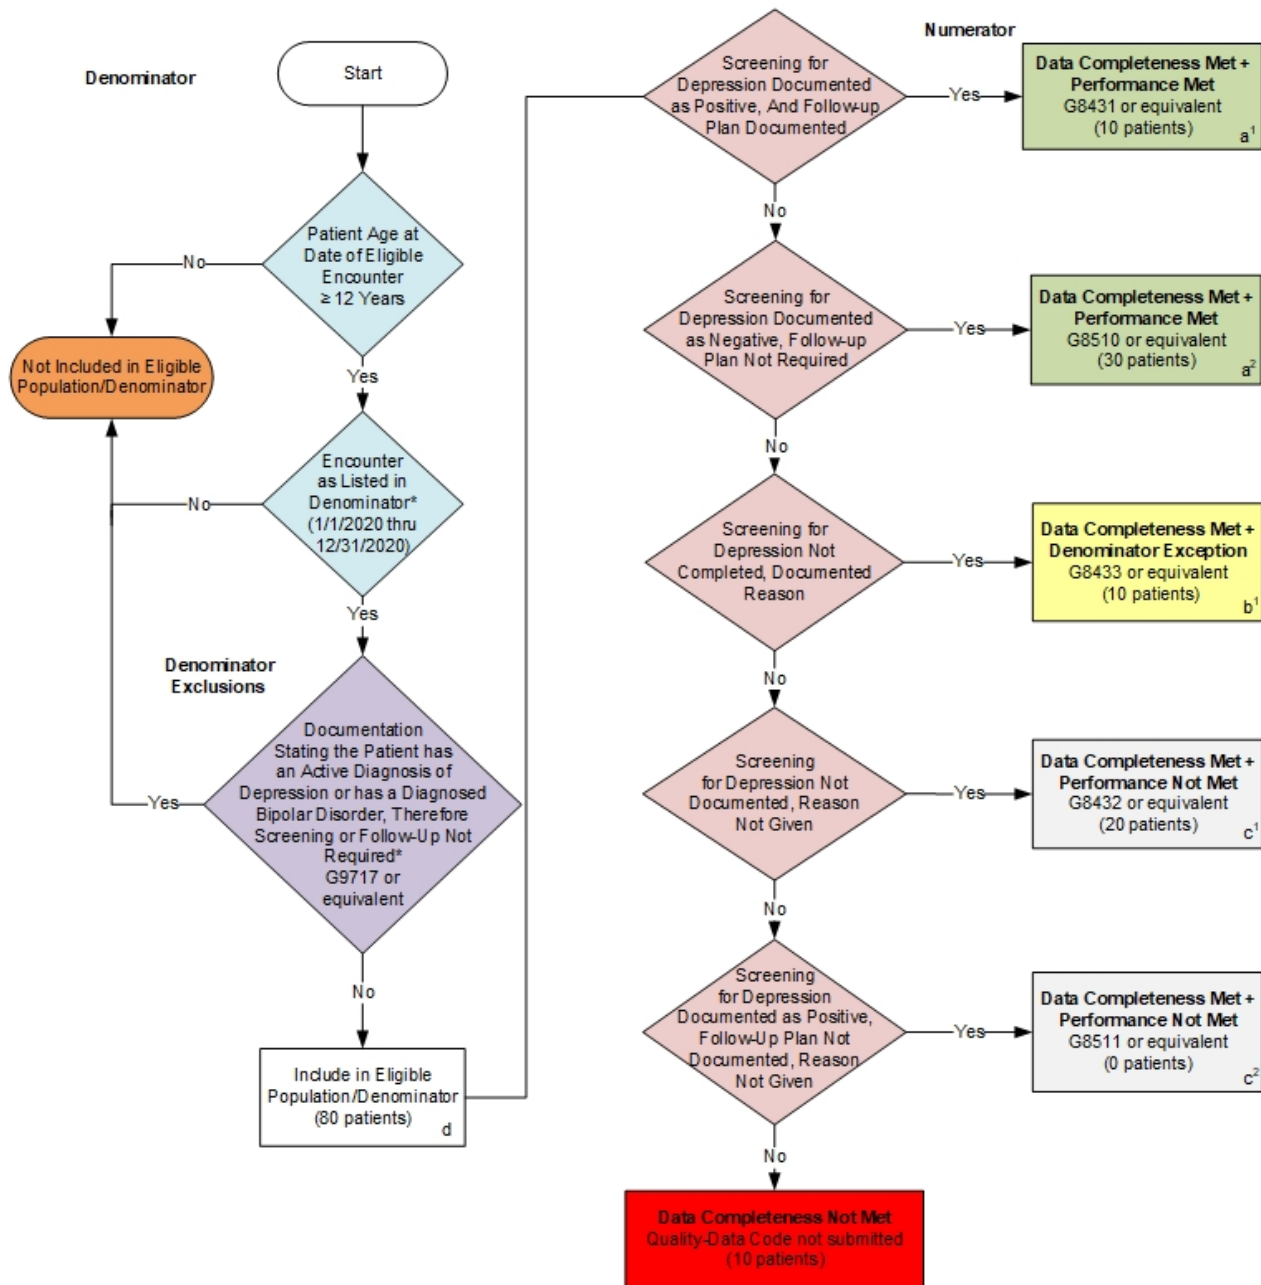 Denominator
Start
Patient Age at
Date of Eligible
Encounter
≥ 12 Years
No
Not Included in Eligible
Population/Denominator
Yes
Encounter
as Listed in
Denominator*
(1/1/2020 thru
12/31/2020)
No
Yes
Denominator
Exclusions
Documentation
Stating the Patient has
an Active Diagnosis of
Depression or has a Diagnosed
Bipolar Disorder, Therefore
Screening or Follow-Up Not
Required*
G9717 or
equivalent
Yes
No
Include in Eligible
Population/Denominator
(80 patients)
d
Numerator
Screening for
Depression Documented
as Positive, And Follow-up
Plan Documented
Yes
Data Completeness Met +
Performance Met
G8431 or equivalent
(10 patients)
a¹
No
Screening for
Depression Documented
as Negative, Follow-up
Plan Not Required
Yes
Data Completeness Met +
Performance Met
G8510 or equivalent
(30 patients)
a²
No
Screening for
Depression Not
Completed, Documented
Reason
Yes
Data Completeness Met +
Denominator Exception
G8433 or equivalent
(10 patients)
b¹
No
Screening
for Depression Not
Documented, Reason
Not Given
Yes
Data Completeness Met +
Performance Not Met
G8432 or equivalent
(20 patients)
c¹
No
Screening
for Depression
Documented as Positive,
Follow-Up Plan Not
Documented, Reason
Not Given
Yes
Data Completeness Met +
Performance Not Met
G8511 or equivalent
(0 patients)
c²
No
Data Completeness Not Met
Quality-Data Code not submitted
(10 patients)